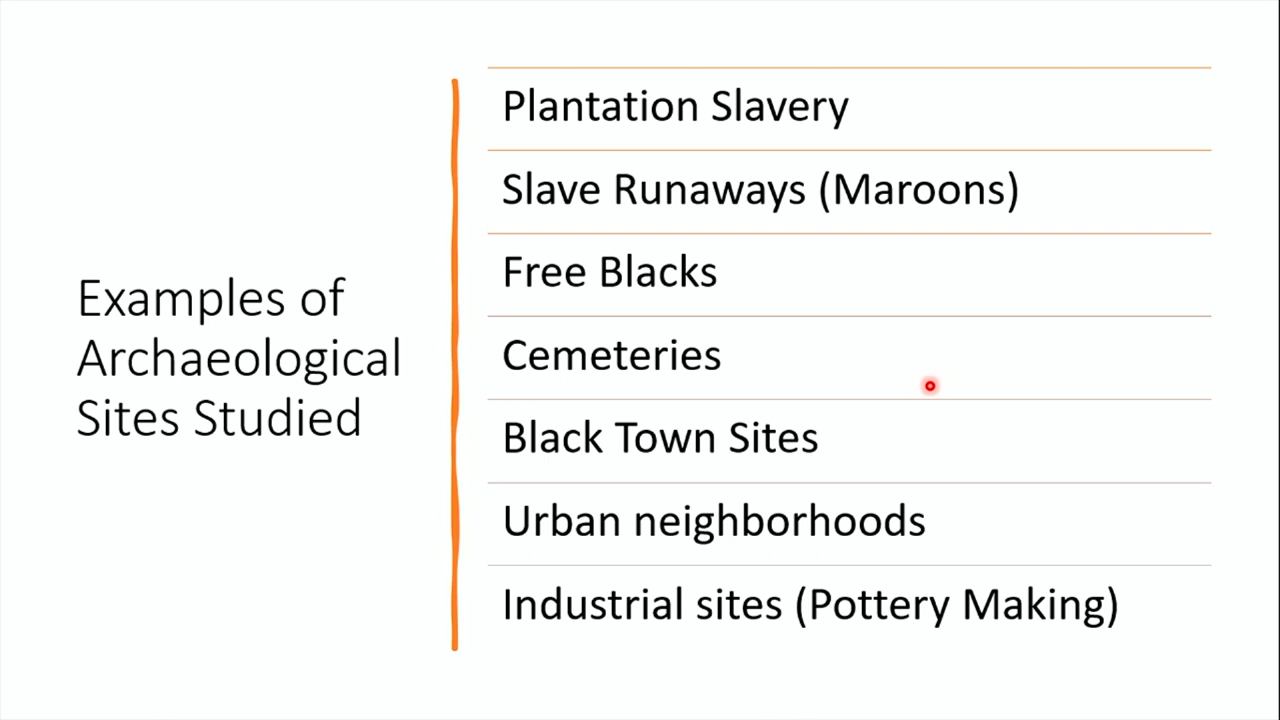 Examples of
Archaeological
Sites Studied
Plantation Slavery
Slave Runaways (Maroons)
Free Blacks
Cemeteries
Black Town Sites
Urban neighborhoods
Industrial sites (Pottery Making)